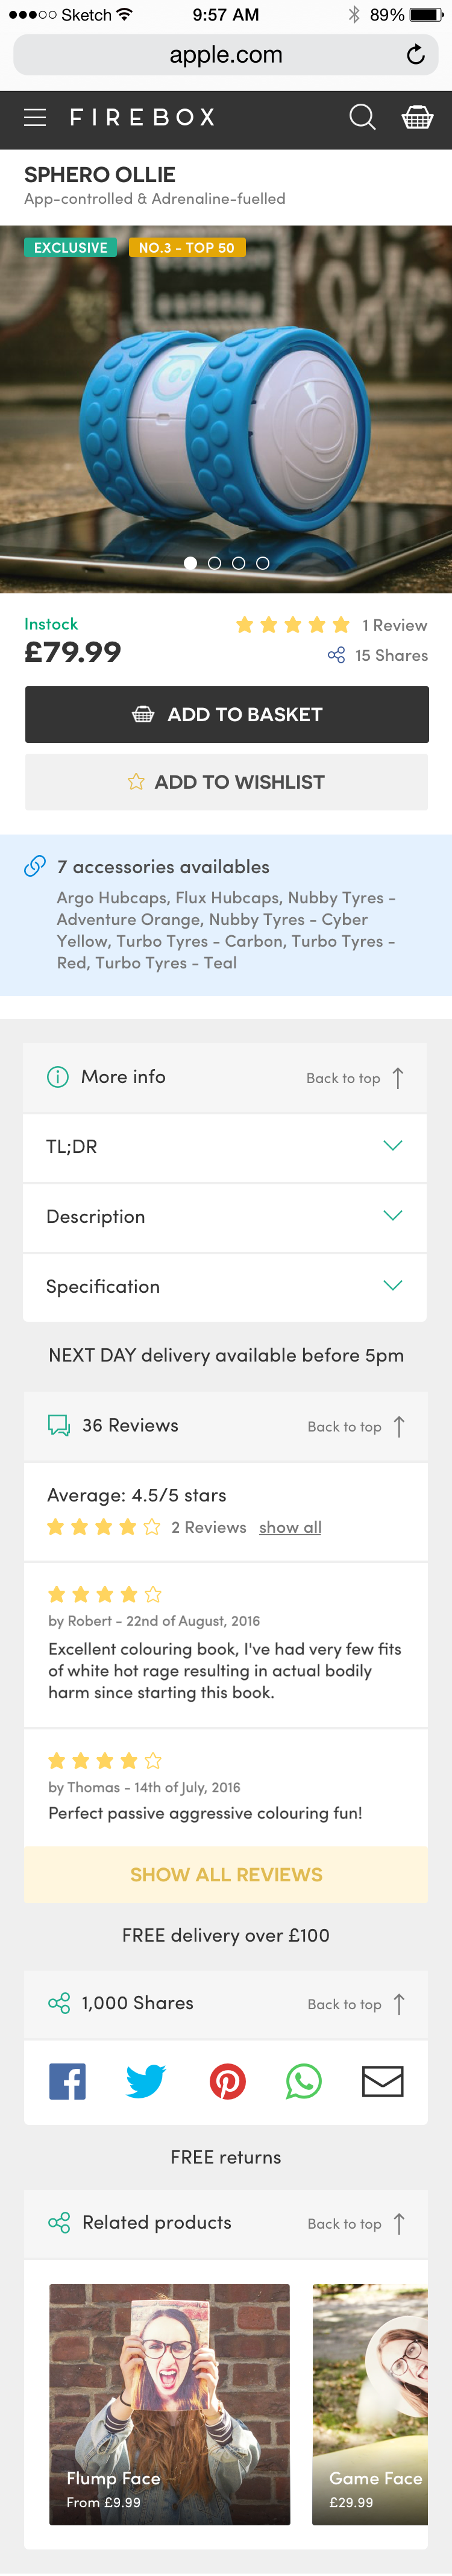 Sketch 9:57 AM 89%
apple.com
FIREBOX
SPHERO OLLIE
App-controlled & Adrenaline-fuelled
EXCLUSIVE NO.3 - TOP 50
Instock 1 Review
£79.99 15 Shares
ADD TO BASKET
ADD TO WISHLIST
7 accessories availables
Argo Hubcaps, Flux Hubcaps, Nubby Tyres -
Adventure Orange, Nubby Tyres - Cyber
Yellow, Turbo Tyres - Carbon, Turbo Tyres -
Red, Turbo Tyres - Teal
More info Back to top
TL;DR
Description
Specification
NEXT DAY delivery available before 5pm
36 Reviews Back to top
Average: 4.5/5 stars
2 Reviews show all
by Robert - 22nd of August, 2016
Excellent colouring book, I've had very few fits
of white hot rage resulting in actual bodily
harm since starting this book.
by Thomas - 14th of July, 2016
Perfect passive aggressive colouring fun!
SHOW ALL REVIEWS
FREE delivery over £100
1,000 Shares Back to top
FREE returns
Related products Back to top
Flump Face Game Face
From £9.99 £29.99